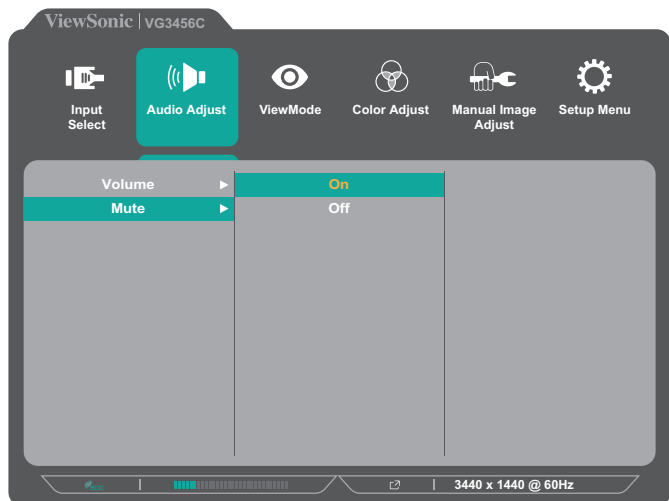 ViewSonic | VG3456C
Input Select
Audio Adjust
ViewMode
Color Adjust
Manual Image Adjust
Setup Menu
Volume
On
Mute
Off
3440 x 1440 @ 60Hz